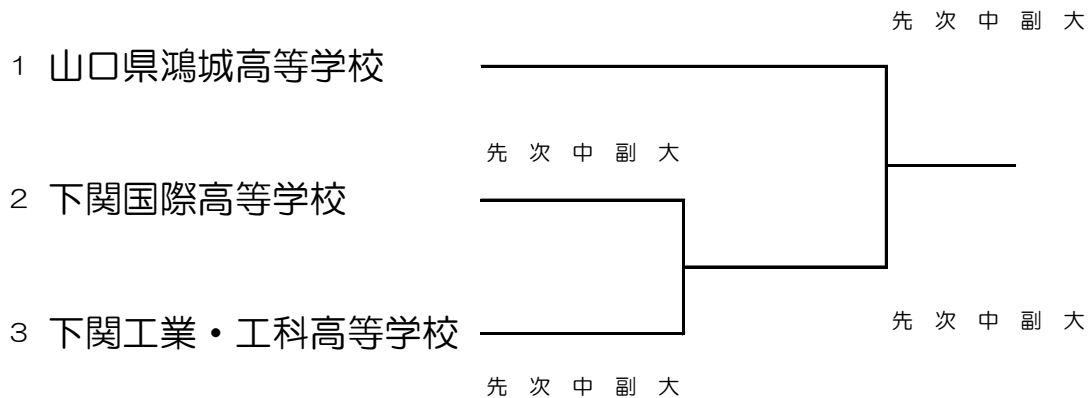 先 次 中 副 大
1 山口県鴻城高等学校
先 次 中 副 大
2 下関国際高等学校
3 下関工業・工科高等学校
先 次 中 副 大
先 次 中 副 大